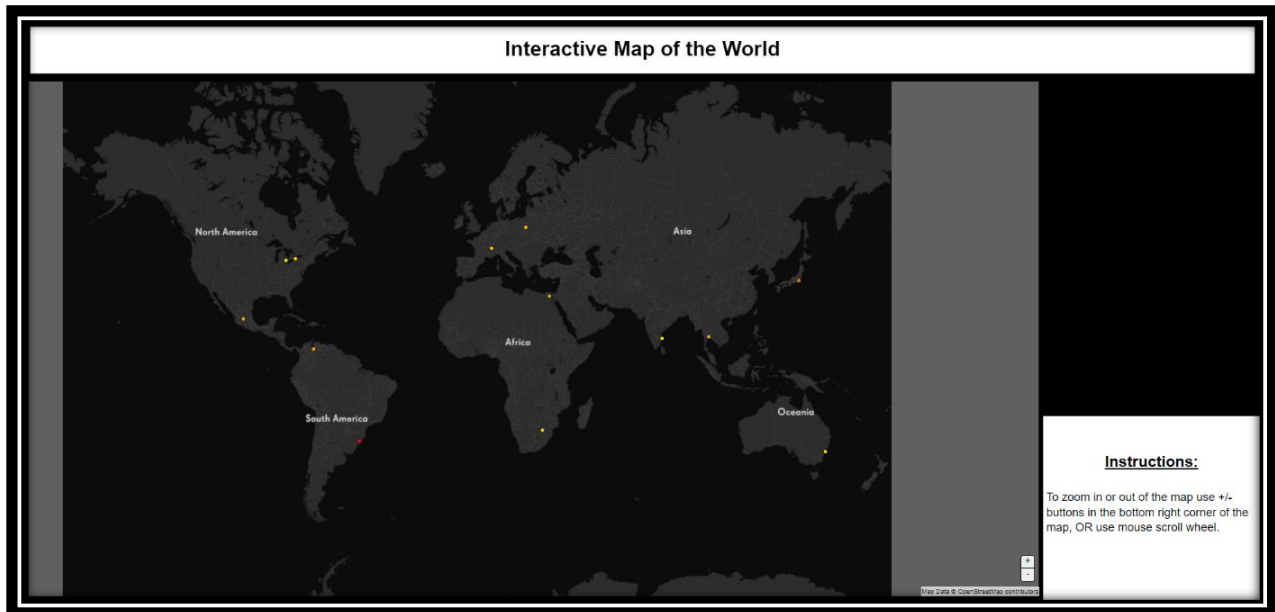 Interactive Map of the World
North America
Asia
Africa
South America
Oceania
Instructions:
To zoom in or out of the map use +/-
buttons in the bottom right corner of the
map, OR use mouse scroll wheel.
+
-
Map Data © OpenStreetMap contributors